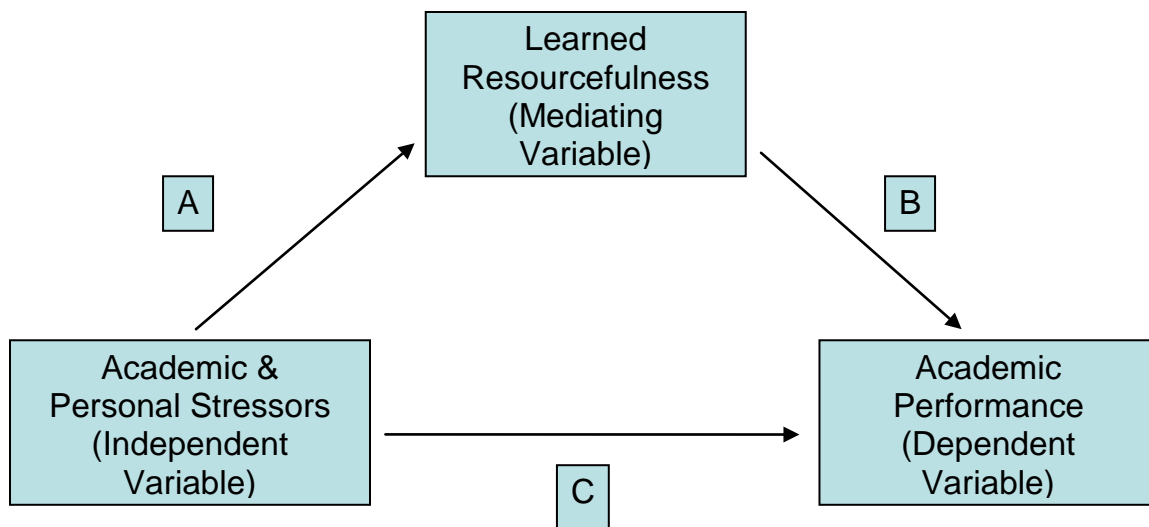 Learned
Resourcefulness
(Mediating
Variable)
A
B
Academic &
Personal Stressors
(Independent
Variable)
Academic
Performance
(Dependent
Variable)
C